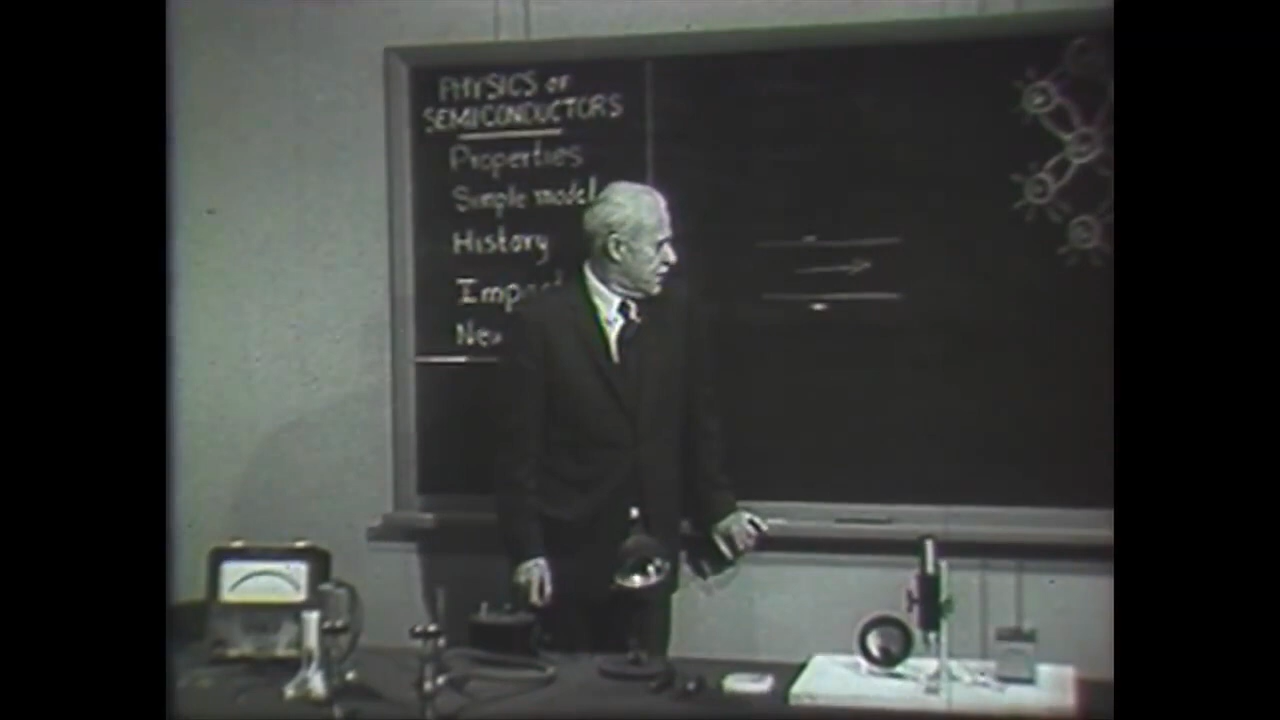 PHYSICS OF
SEMICONDUCTORS
Properties
Simple model
History